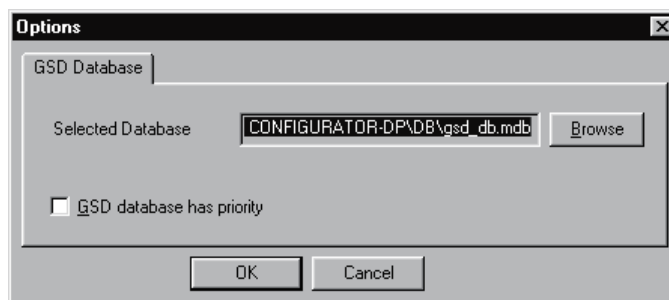 Options
GSD Database
Selected Database CONFIGURATOR-DP\DB\gsd_db.mdb Browse
GSD database has priority
OK Cancel